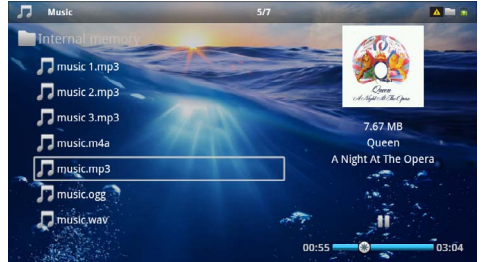 Music
5/7
Internal memory
music 1.mp3
music 2.mp3
music 3.mp3
music.m4a
music.mp3
music.ogg
music.wav
Queen
A Night At The Opera
7.67 MB
Queen
A Night At The Opera
00:55
03:04